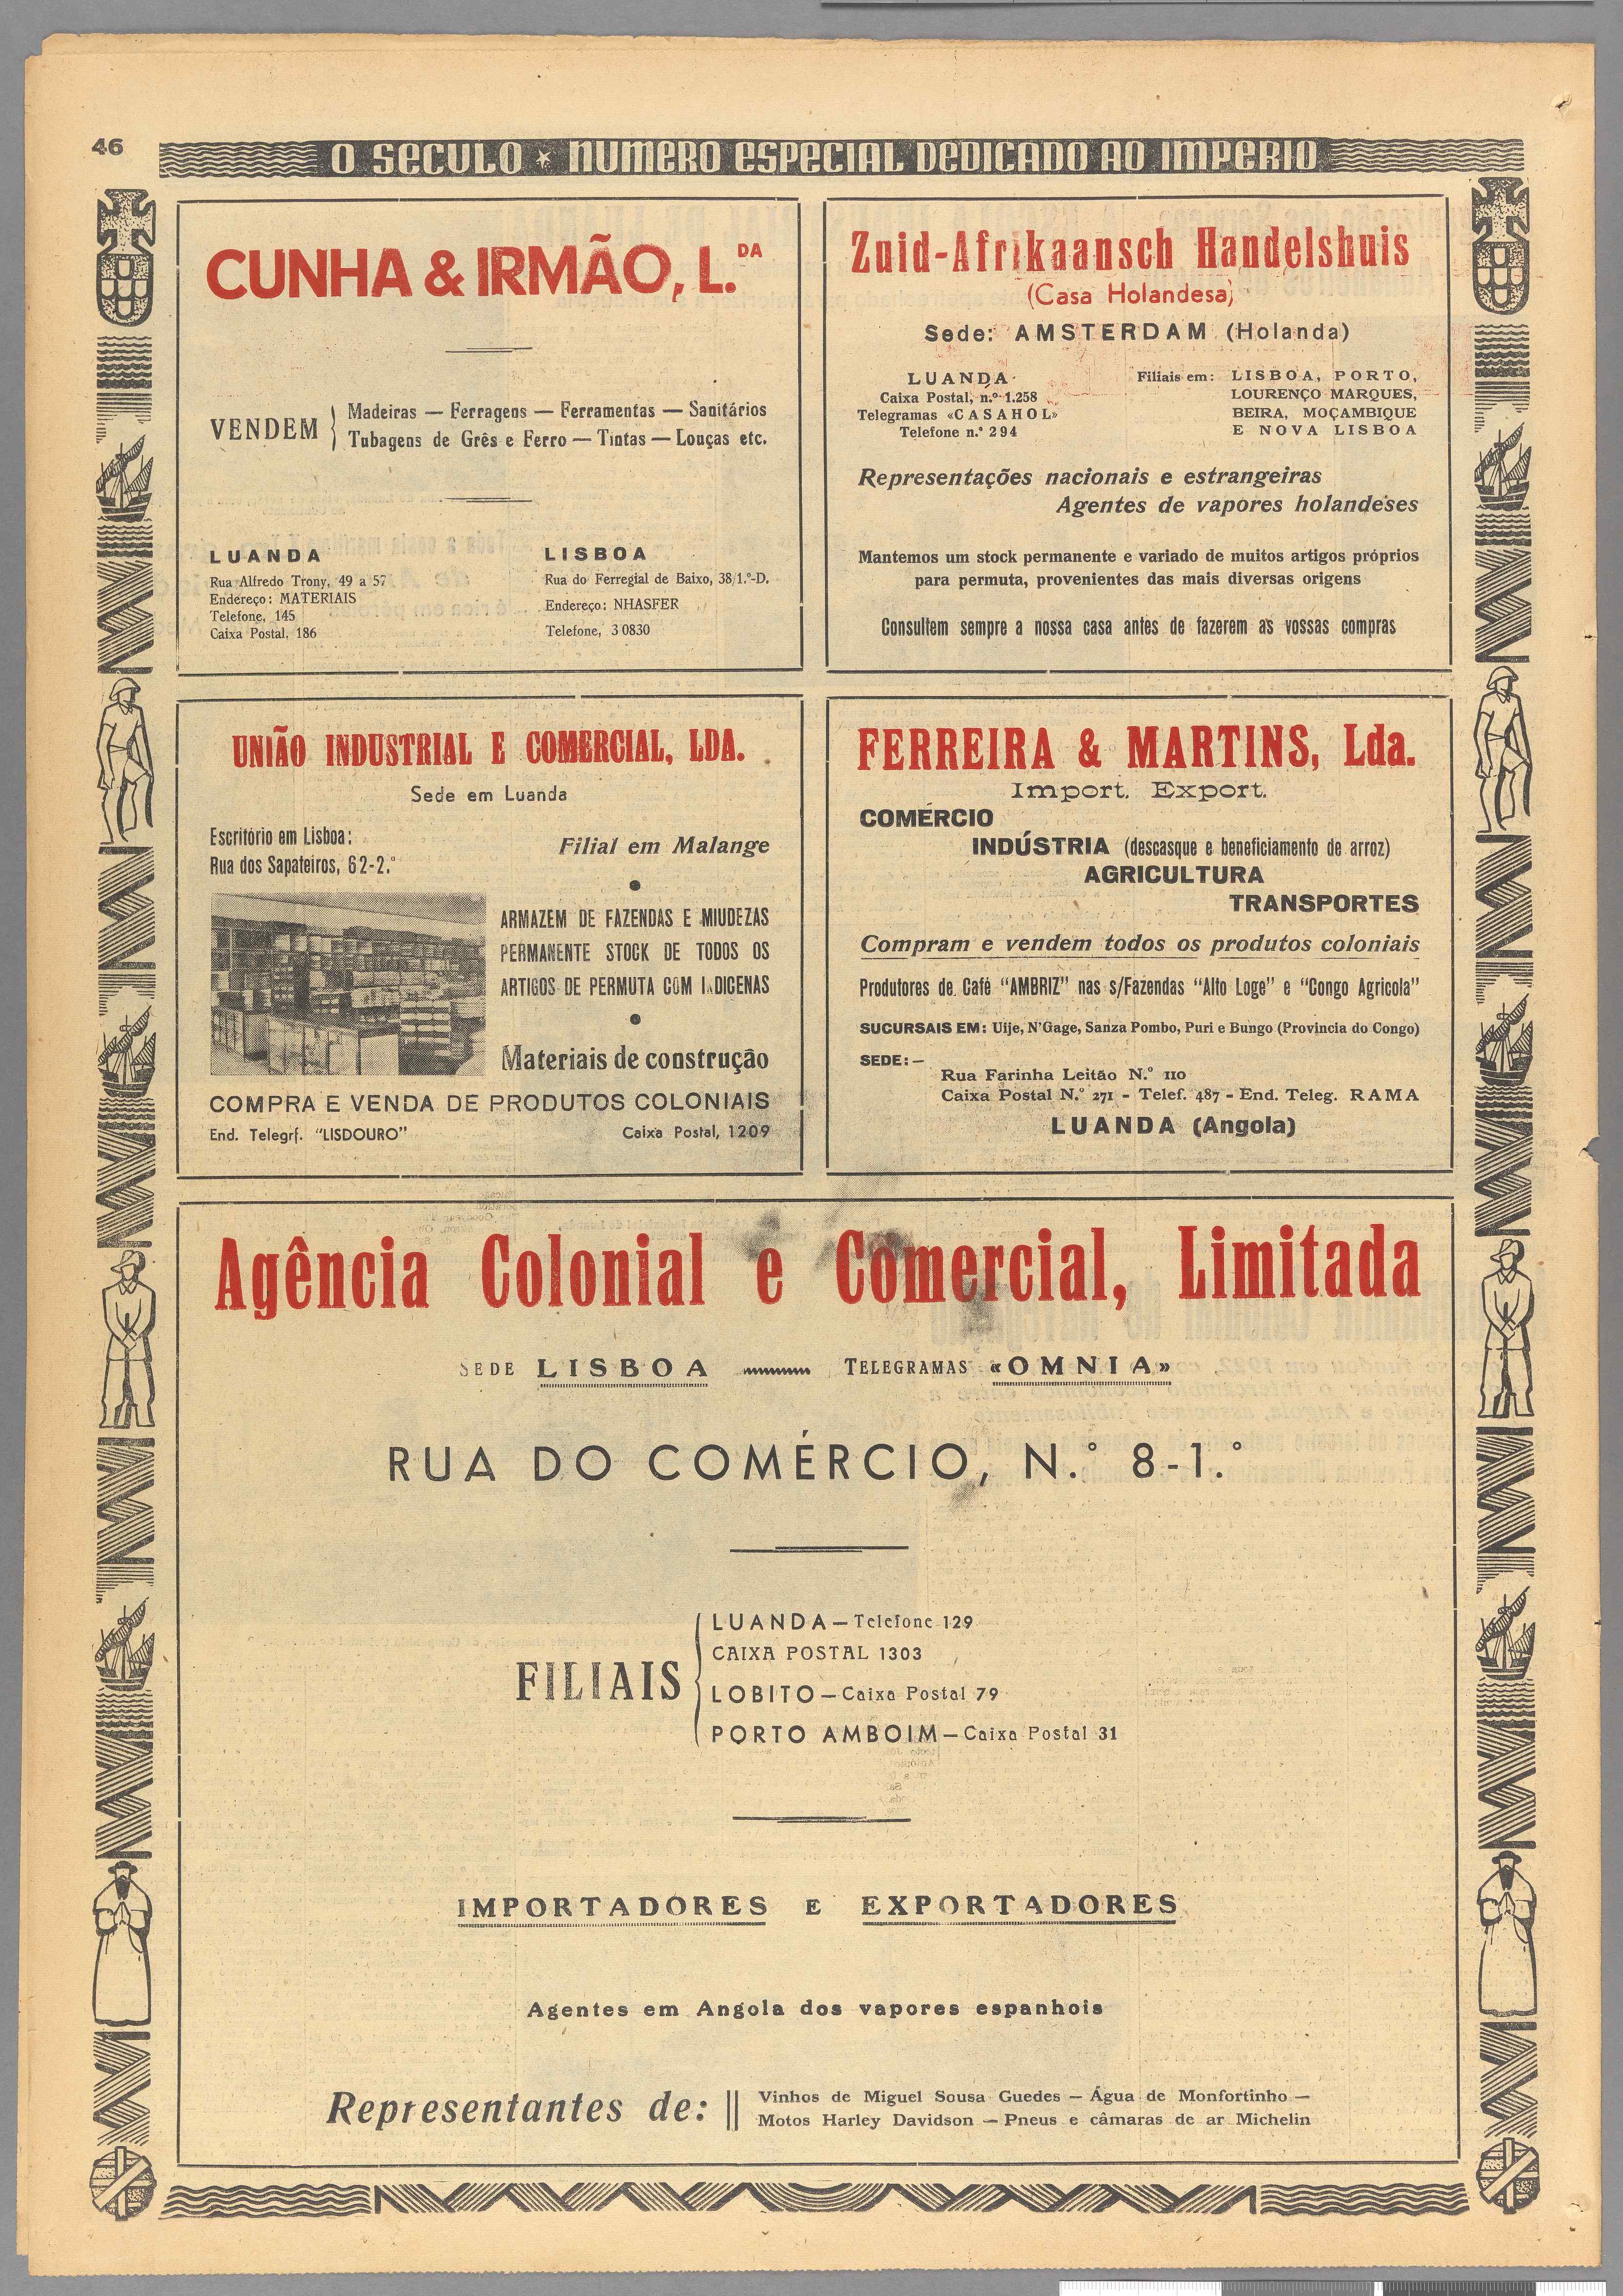 46
O SECULO * NUMERO ESPECIAL DEDICADO AO IMPERIO
CUNHA & IRMÃO, L.DA
VENDEM
Madeiras — Ferragens — Ferramentas — Sanitários
Tubagens de Grês e Ferro — Tintas — Louças etc.
LUANDA
Rua Alfredo Trony, 49 a 57
Endereço: MATERIAIS
Telefone, 145
Caixa Postal, 186
LISBOA
Rua do Ferregial de Baixo, 38, 1.º-D.
Endereço: NHASFER
Telefone, 3 0830
Zuid-Afrikaansch Handelshuis
(Casa Holandesa)
Sede: AMSTERDAM (Holanda)
LUANDA
Caixa Postal, n.º 1.258
Telegramas «CASAHOL»
Telefone n.º 294
Filiais em: LISBOA, PORTO,
LOURENÇO MARQUES,
BEIRA, MOÇAMBIQUE
E NOVA LISBOA
Representações nacionais e estrangeiras
Agentes de vapores holandeses
Mantemos um stock permanente e variado de muitos artigos próprios
para permuta, provenientes das mais diversas origens
Consultem sempre a nossa casa antes de fazerem as vossas compras
UNIÃO INDUSTRIAL E COMERCIAL, LDA.
Sede em Luanda
Escritório em Lisboa:
Rua dos Sapateiros, 62-2.º
Filial em Malange
ARMAZEM DE FAZENDAS E MIUDEZAS
PERMANENTE STOCK DE TODOS OS
ARTIGOS DE PERMUTA COM INDICENAS
Materiais de construção
COMPRA E VENDA DE PRODUTOS COLONIAIS
End. Telegrf. "LISDOURO"
Caixa Postal, 1209
FERREIRA & MARTINS, Lda.
Import. Export.
COMÉRCIO
INDÚSTRIA (descasque e beneficiamento de arroz)
AGRICULTURA
TRANSPORTES
Compram e vendem todos os produtos coloniais
Produtores de Café "AMBRIZ" nas s/Fazendas "Alto Loge" e "Congo Agricola"
SUCURSAIS EM: Uije, N'Gage, Sanza Pombo, Puri e Bungo (Provincia do Congo)
SEDE: —
Rua Farinha Leitão N.º 110
Caixa Postal N.º 271 - Telef. 487 - End. Teleg. RAMA
LUANDA (Angola)
Agência Colonial e Comercial, Limitada
SEDE LISBOA
TELEGRAMAS «OMNIA»
RUA DO COMÉRCIO, N.º 8-1.º
FILIAIS
LUANDA — Telefone 129
CAIXA POSTAL 1303
LOBITO — Caixa Postal 79
PORTO AMBOIM — Caixa Postal 31
IMPORTADORES E EXPORTADORES
Agentes em Angola dos vapores espanhois
Representantes de:
Vinhos de Miguel Sousa Guedes — Água de Monfortinho —
Motos Harley Davidson — Pneus e câmaras de ar Michelin